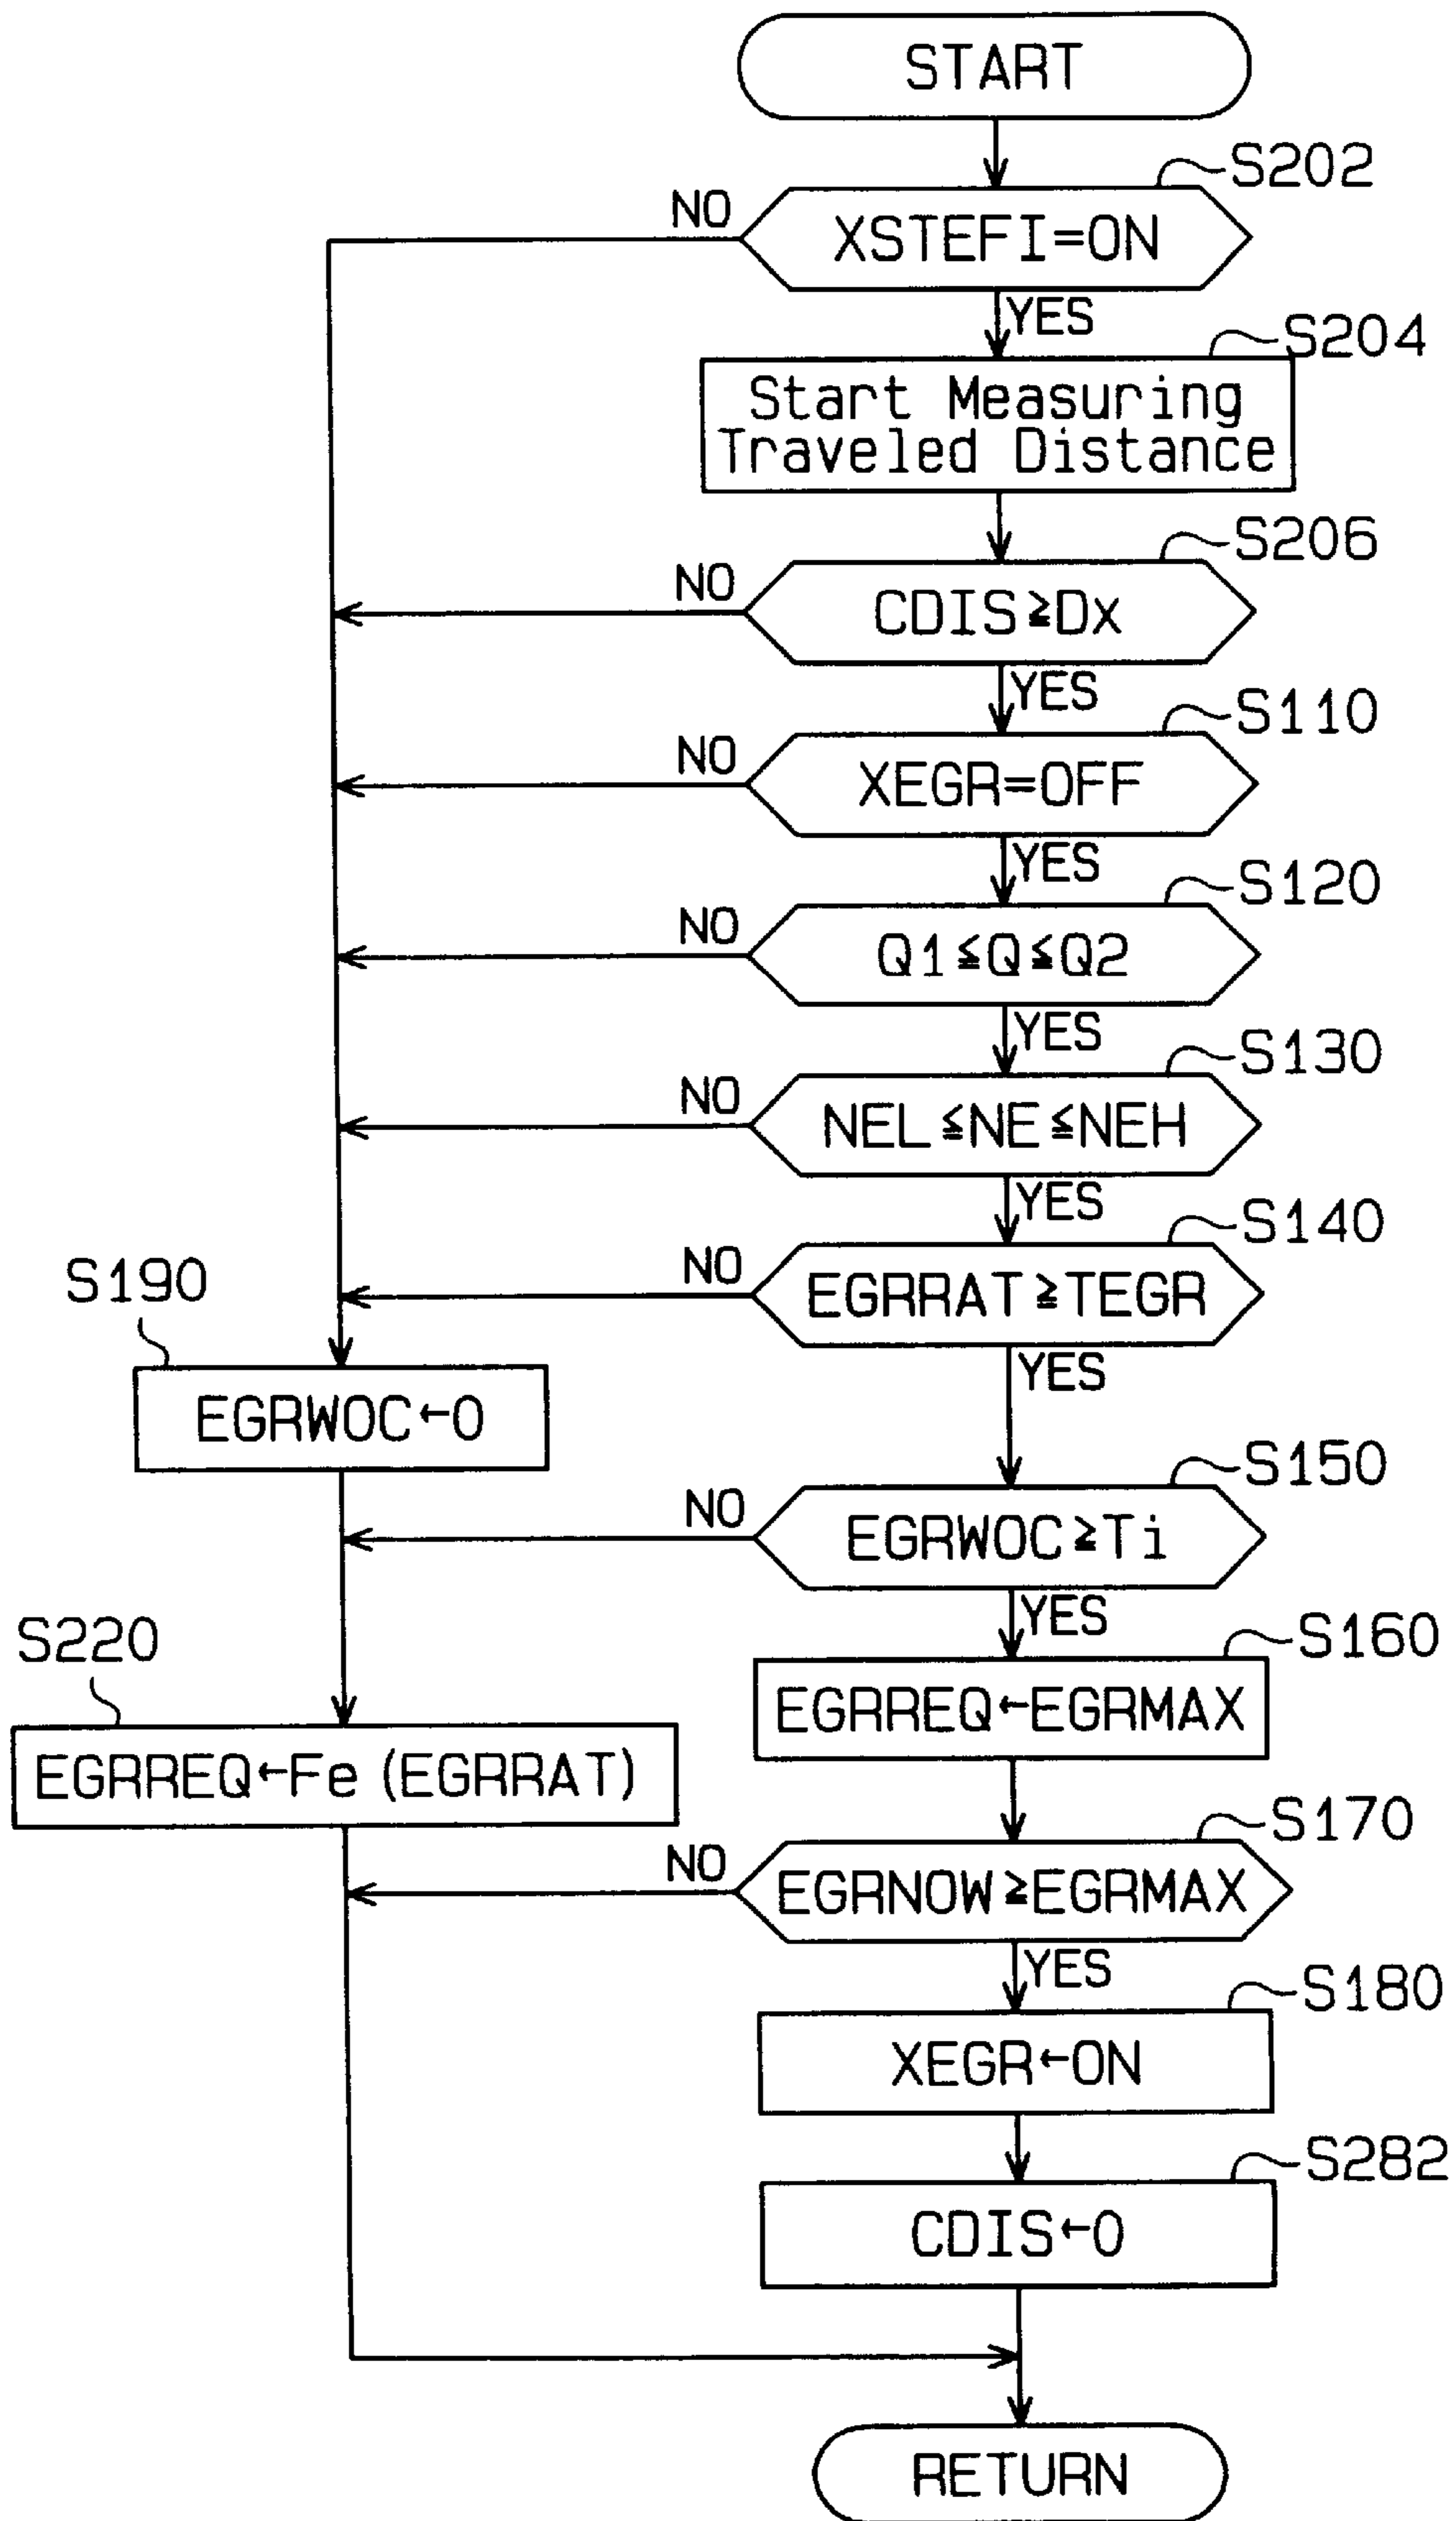 START
S202
NO
XSTEFI=ON
YES
S204
Start Measuring
Traveled Distance
S206
NO
CDIS≧Dx
YES
S110
NO
XEGR=OFF
YES
S120
NO
Q1≦Q≦Q2
YES
S130
NO
NEL≦NE≦NEH
YES
S140
NO
EGRRAT≧TEGR
YES
S190
EGRWOC←0
S150
NO
EGRWOC≧Ti
YES
S160
EGRREQ←EGRMAX
S220
EGRREQ←Fe (EGRRAT)
S170
NO
EGRNOW≧EGRMAX
YES
S180
XEGR←ON
S282
CDIS←0
RETURN